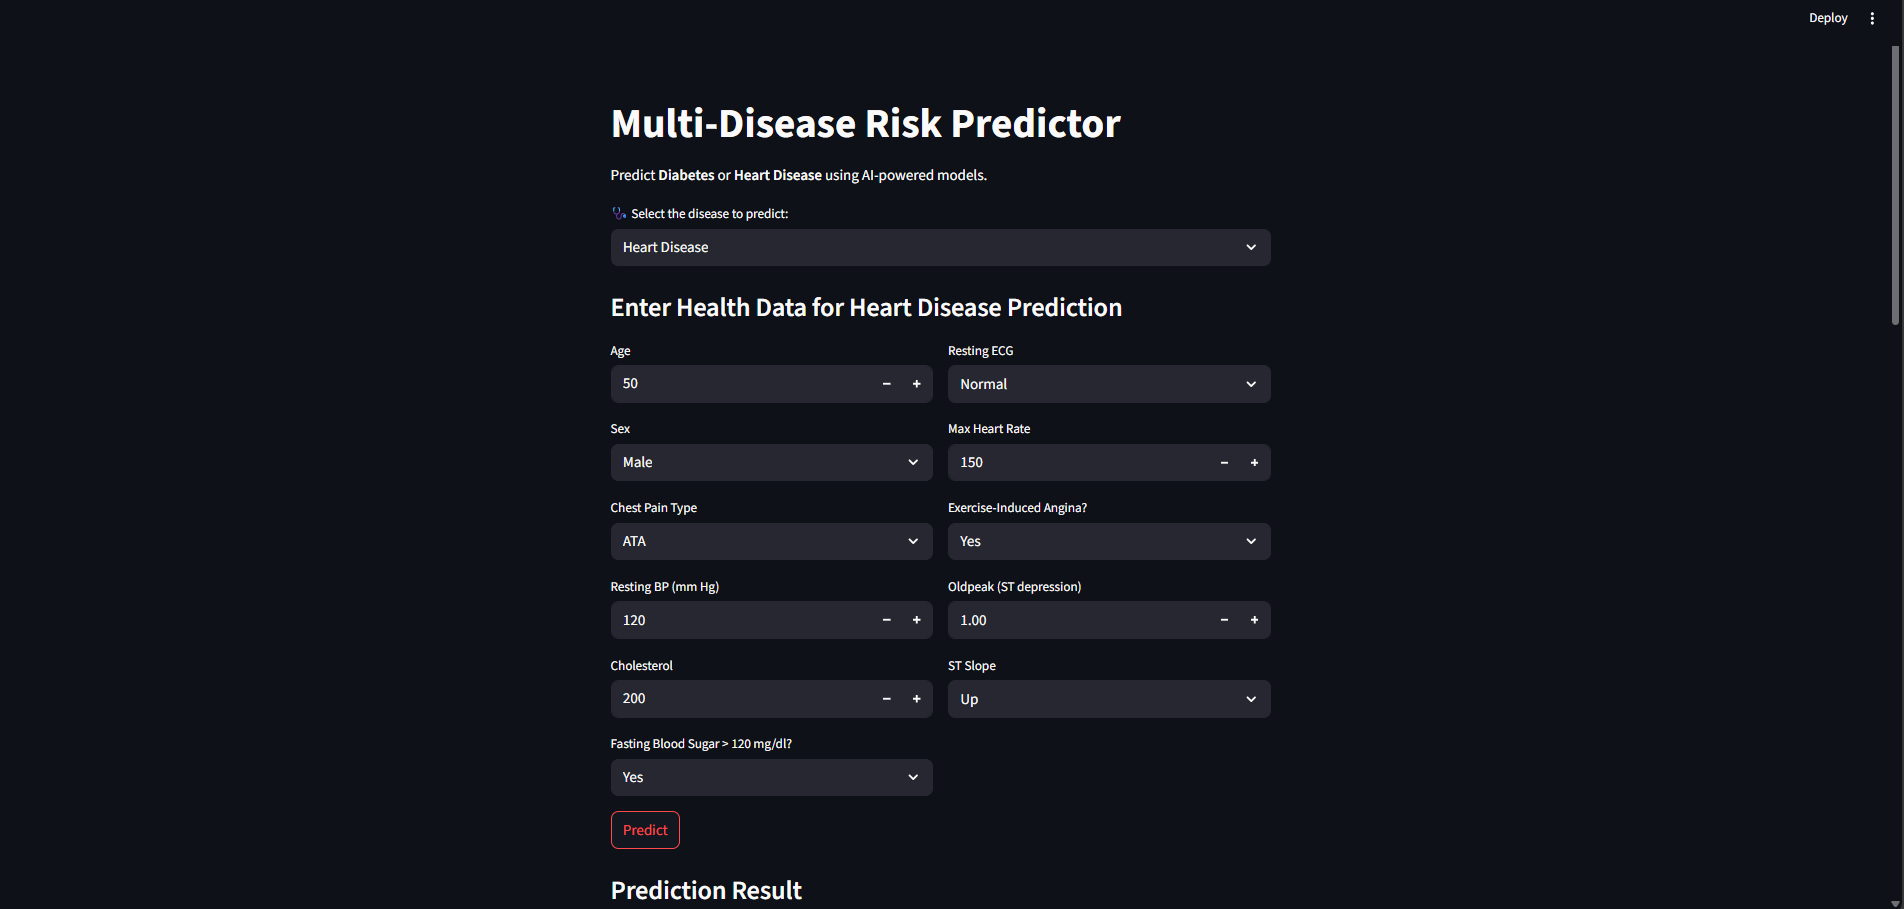 Deploy
Multi-Disease Risk Predictor
Predict Diabetes or Heart Disease using AI-powered models.
Select the disease to predict:
Heart Disease
Enter Health Data for Heart Disease Prediction
Age
50
Sex
Male
Chest Pain Type
ATA
Resting BP (mm Hg)
120
Cholesterol
200
Fasting Blood Sugar > 120 mg/dl?
Yes
Resting ECG
Normal
Max Heart Rate
150
Exercise-Induced Angina?
Yes
Oldpeak (ST depression)
1.00
ST Slope
Up
Predict
Prediction Result